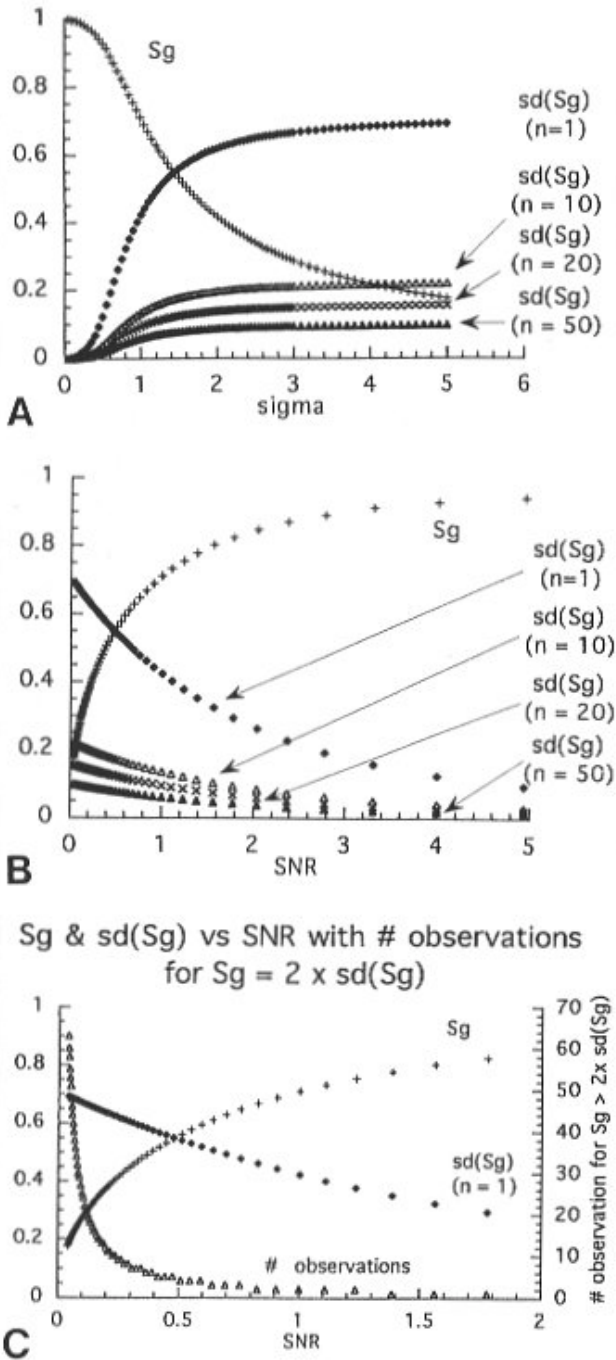 1
Sg
0.8
sd(Sg)
(n=1)
0.6
sd(Sg)
(n = 10)
0.4
sd(Sg)
(n = 20)
0.2
sd(Sg)
(n = 50)
0
0 1 2 3 4 5 6
sigma
A
1
Sg
0.8
sd(Sg)
(n=1)
0.6
sd(Sg)
(n = 10)
0.4
sd(Sg)
(n = 20)
0.2
sd(Sg)
(n = 50)
0
0 1 2 3 4 5
SNR
B
Sg & sd(Sg) vs SNR with # observations
for Sg = 2 x sd(Sg)
1 70
Sg
0.8 60
50
0.6 40
sd(Sg)
(n = 1)
0.4 30
20
0.2
# observations
10
0 0
0 0.5 1 1.5 2
SNR
# observation for Sg > 2x sd(Sg)
C